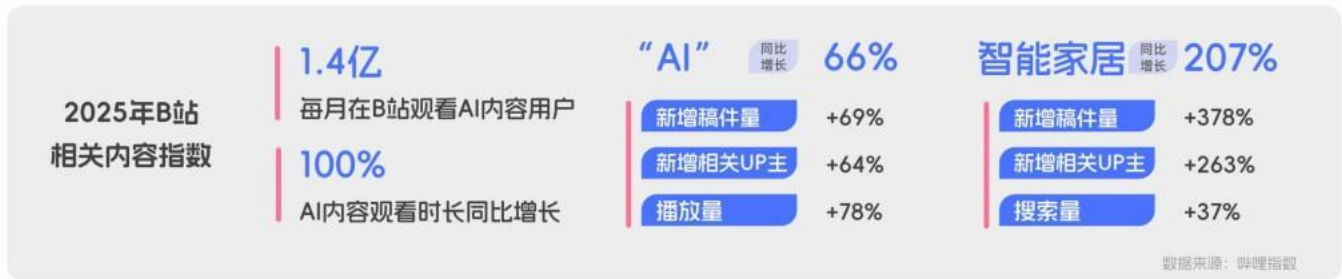 2025年B站
相关内容指数
1.4亿
每月在B站观看AI内容用户
100%
AI内容观看时长同比增长
“AI” 同比增长 66%
新增稿件量 +69%
新增相关UP主 +64%
播放量 +78%
智能家居 同比增长 207%
新增稿件量 +378%
新增相关UP主 +263%
搜索量 +37%
数据来源：哔哩指数